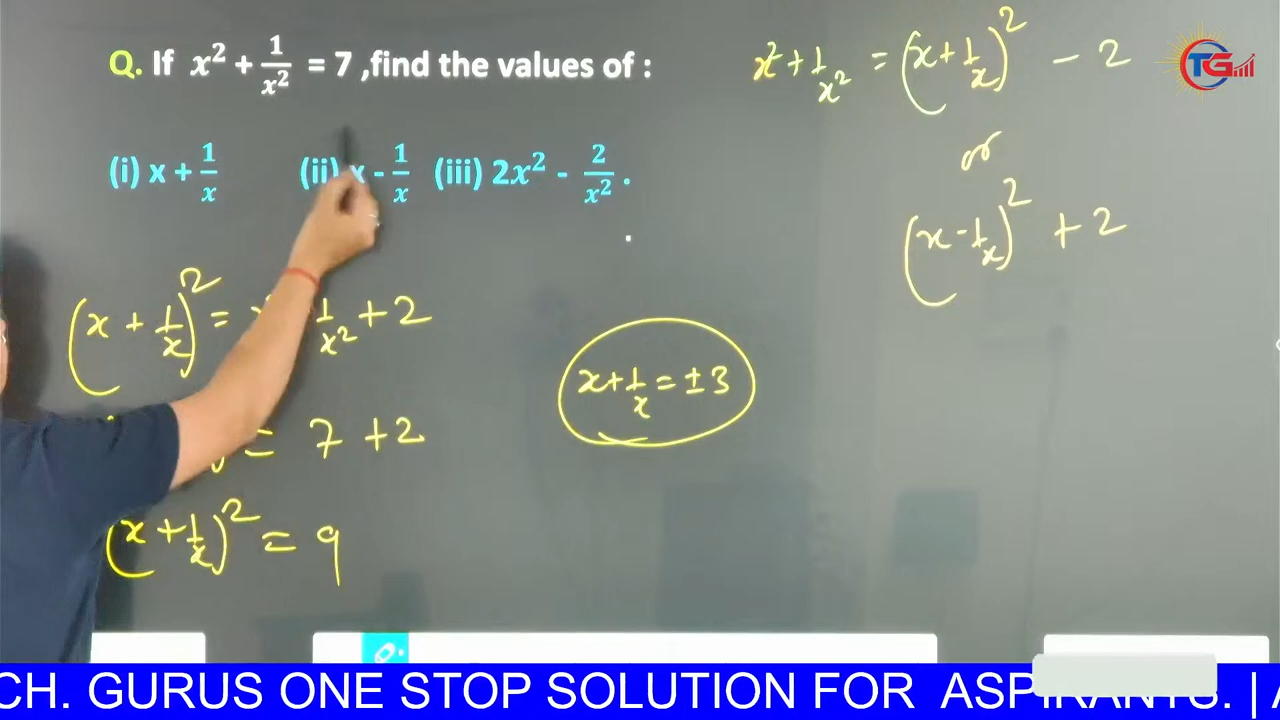 Q. If x² + 1/x² = 7 ,find the values of :
(i) x + 1/x (ii) x - 1/x (iii) 2x² - 2/x² .
x² + 1/x² = (x + 1/x)² - 2
or
(x - 1/x)² + 2
TG
(x + 1/x)² = 1/x² + 2
= 7 + 2
(x + 1/x)² = 9
x + 1/x = ± 3
CH. GURUS ONE STOP SOLUTION FOR ASPIRANTS. |